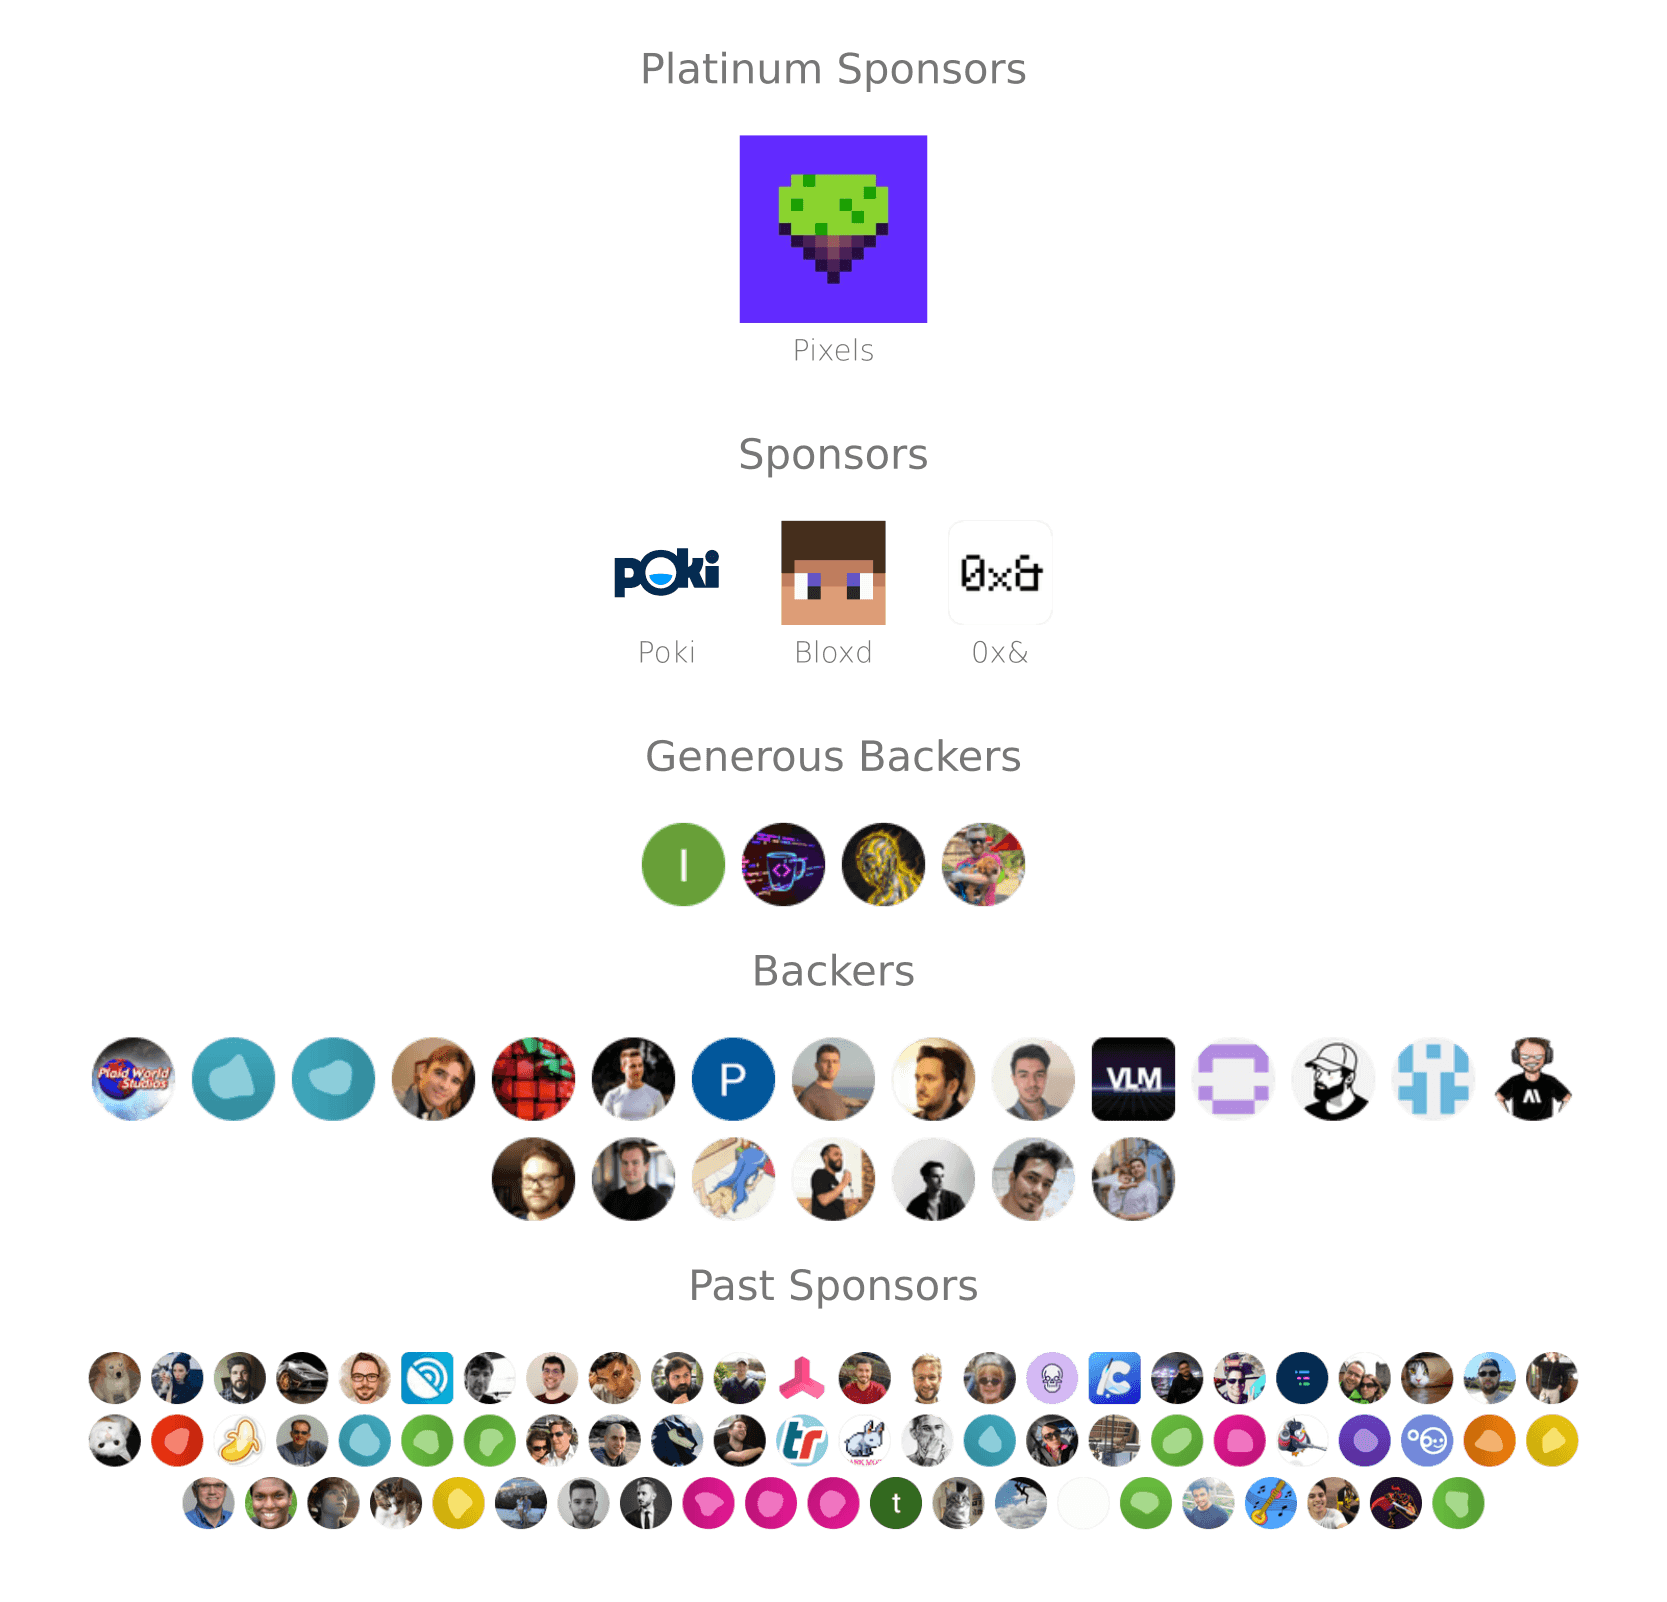 Platinum Sponsors
Pixels
Sponsors
poki
0x&
Poki
Bloxd
0x&
Generous Backers
I
Backers
Plaid World
Studios
P
VLM
Past Sponsors
tr
t